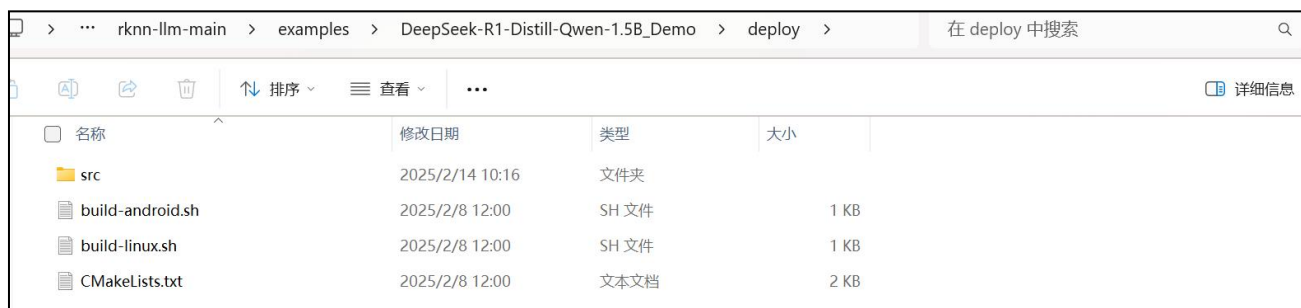 rknn-llm-main > examples > DeepSeek-R1-Distill-Qwen-1.5B_Demo > deploy > 在 deploy 中搜索
排序 查看 详细信息
名称 修改日期 类型 大小
src 2025/2/14 10:16 文件夹
build-android.sh 2025/2/8 12:00 SH 文件 1 KB
build-linux.sh 2025/2/8 12:00 SH 文件 1 KB
CMakeLists.txt 2025/2/8 12:00 文本文档 2 KB